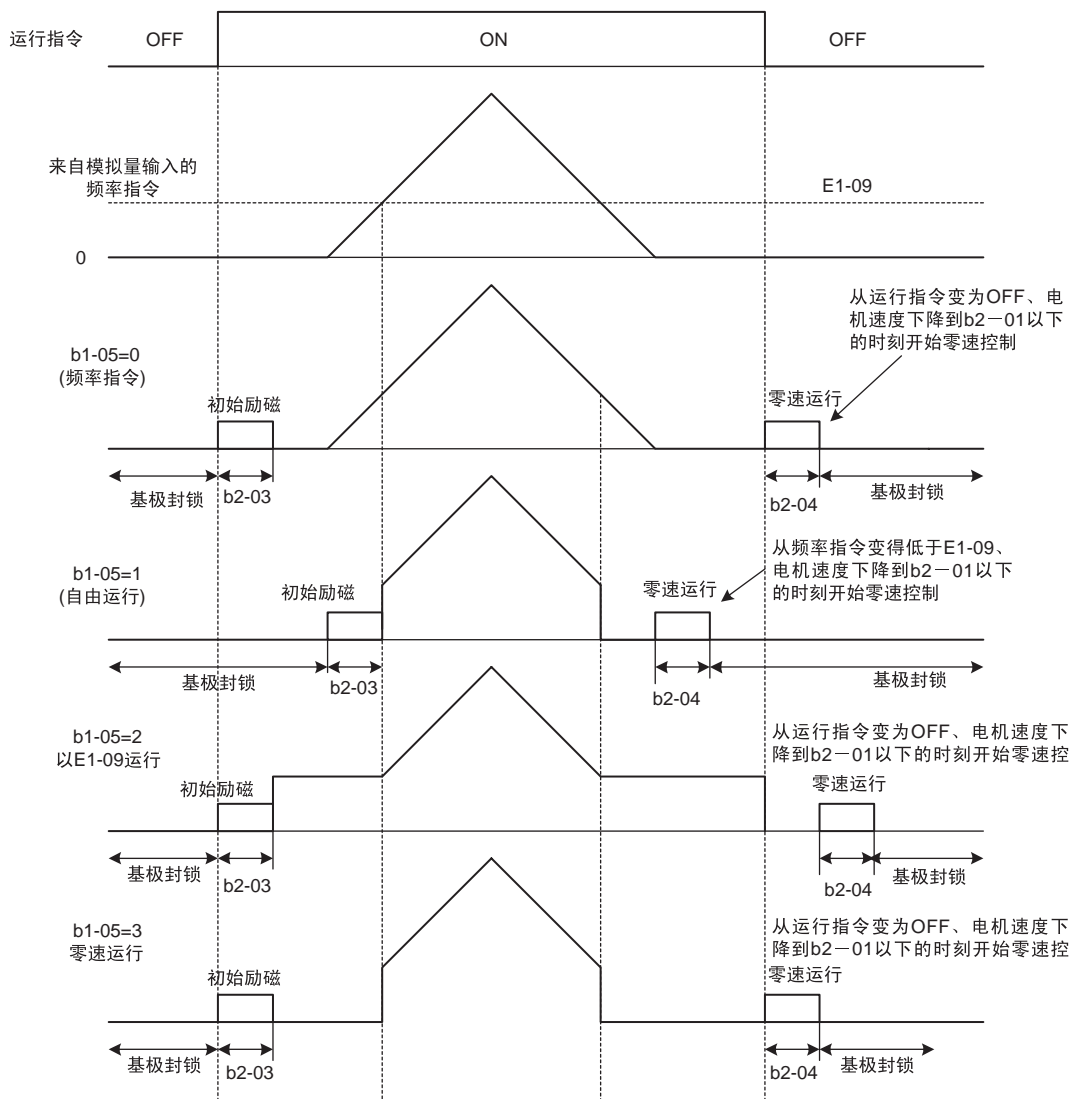 运行指令
OFF
ON
OFF
来自模拟量输入的
频率指令
E1-09
0
从运行指令变为OFF、电
机速度下降到b2－01以下
的时刻开始零速控制
b1-05=0
(频率指令)
初始励磁
零速运行
基极封锁
b2-03
b2-04
基极封锁
从频率指令变得低于E1-09、
电机速度下降到b2－01以下
的时刻开始零速控制
b1-05=1
(自由运行)
初始励磁
零速运行
基极封锁
b2-03
b2-04
基极封锁
b1-05=2
以E1-09运行
从运行指令变为OFF、电机速度下
降到b2－01以下的时刻开始零速控
初始励磁
零速运行
基极封锁
b2-03
b2-04
基极封锁
b1-05=3
零速运行
从运行指令变为OFF、电机速度下
降到b2－01以下的时刻开始零速控
初始励磁
零速运行
基极封锁
b2-03
b2-04
基极封锁